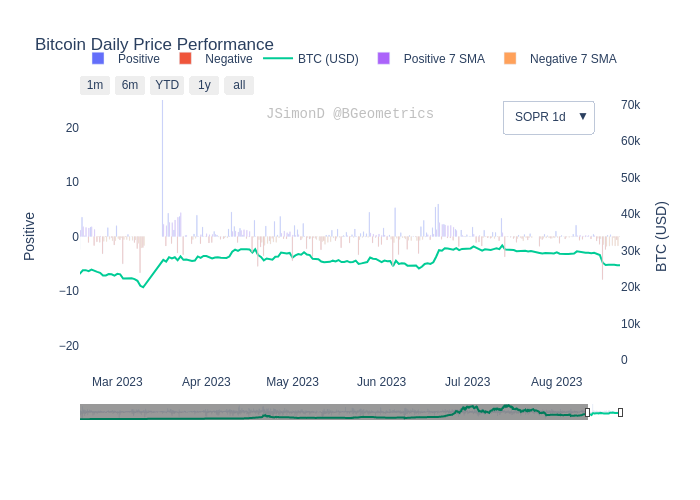 Bitcoin Daily Price Performance
Positive Negative BTC (USD) Positive 7 SMA Negative 7 SMA
1m 6m YTD 1y all
JSimonD @BGeometrics
SOPR 1d ▼
20
10
0
−10
−20
Positive
70k
60k
50k
40k
30k
20k
10k
0
BTC (USD)
Mar 2023 Apr 2023 May 2023 Jun 2023 Jul 2023 Aug 2023